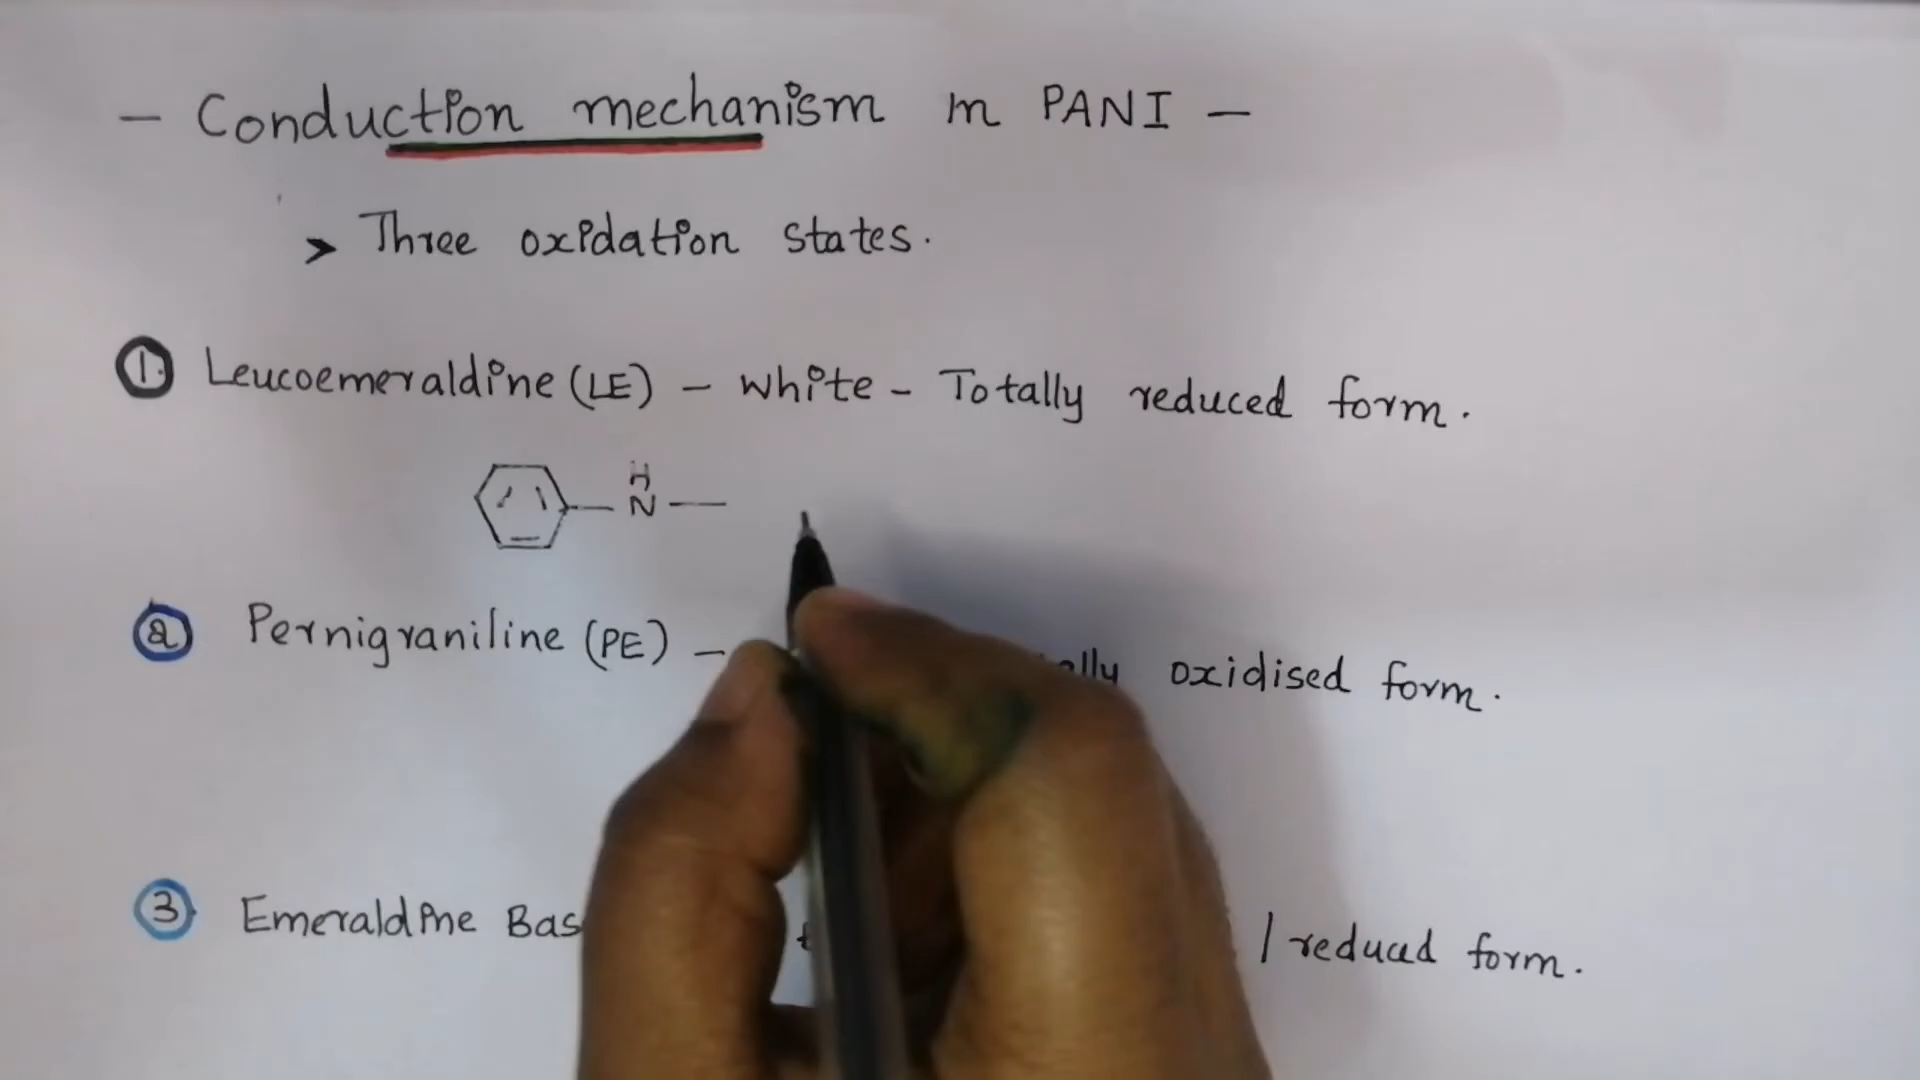 - Conduction mechanism in PANI -
> Three oxidation states.
1. Leucoemeraldine (LE) - white - Totally reduced form.
H
N
2 Pernigraniline (PE) - oxidised form.
3 Emeraldine / reduced form.